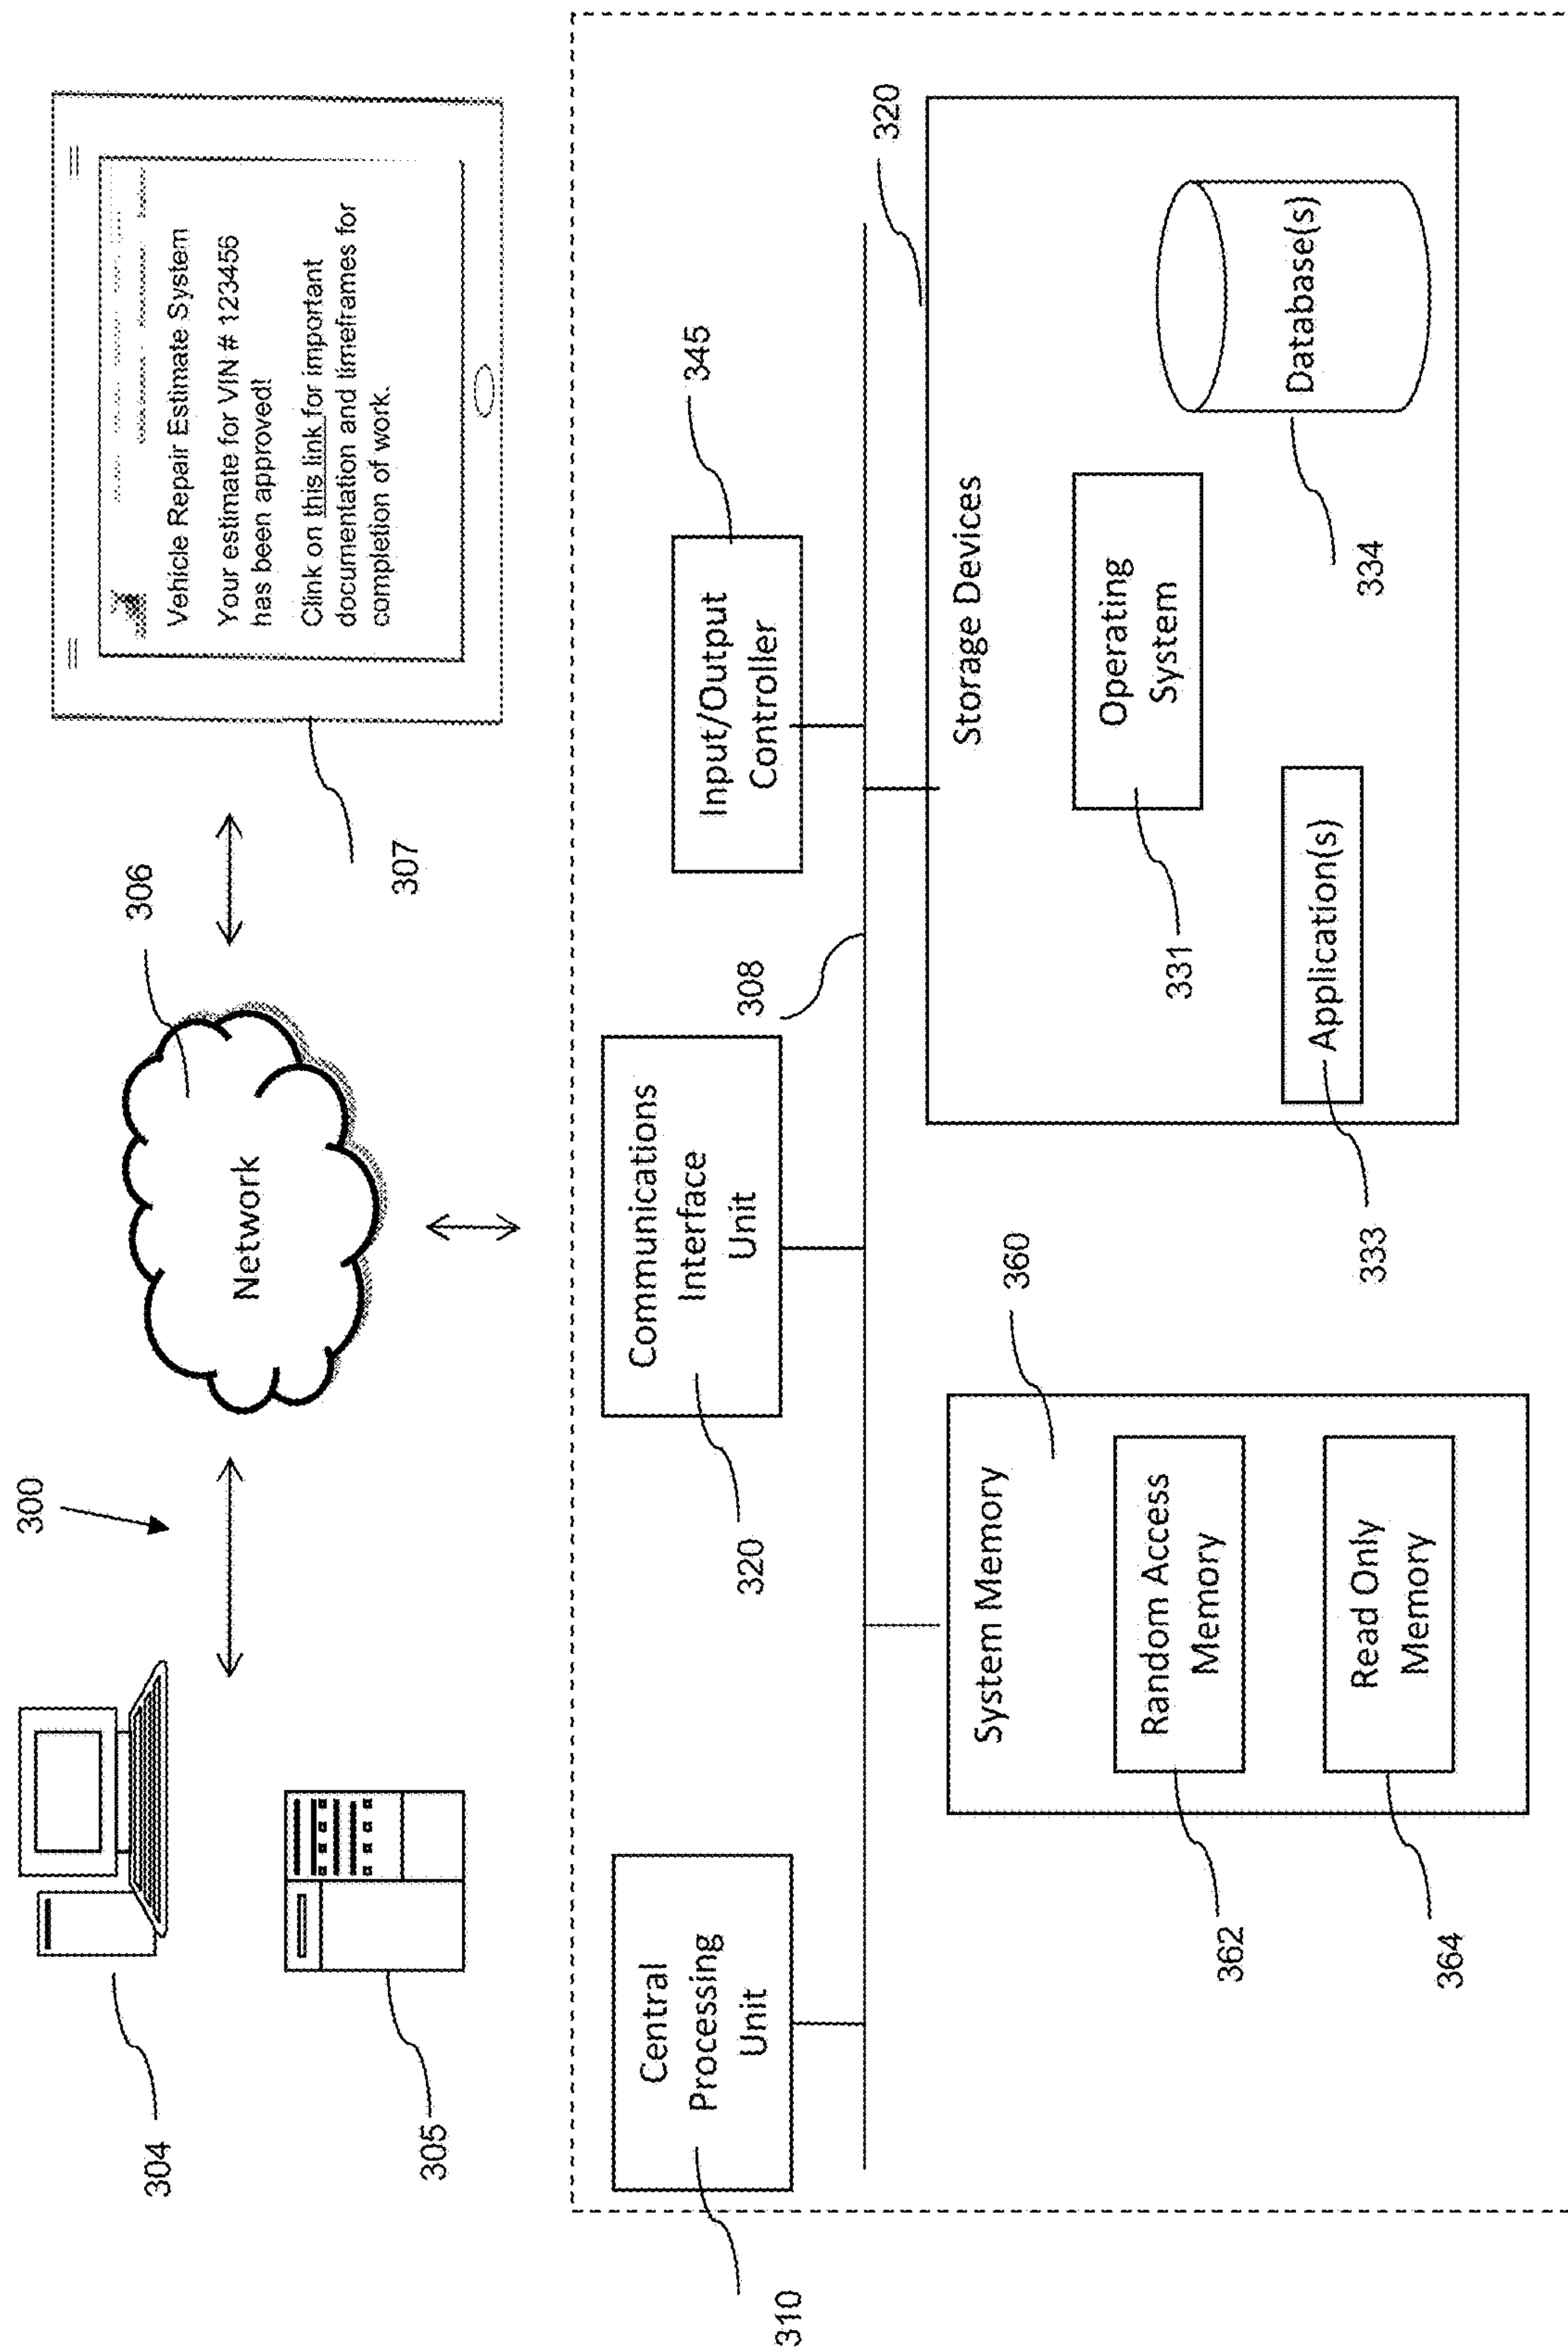 300
304
305
Network
306
307
Vehicle Repair Estimate System
Your estimate for VIN # 123456
has been approved!
Clink on this link for important
documentation and timeframes for
completion of work.
310
Central
Processing
Unit
320
Communications
Interface
Unit
308
Input/Output
Controller
345
320
System Memory
360
Random Access
Memory
362
Read Only
Memory
364
Storage Devices
Operating
System
331
Application(s)
333
Database(s)
334